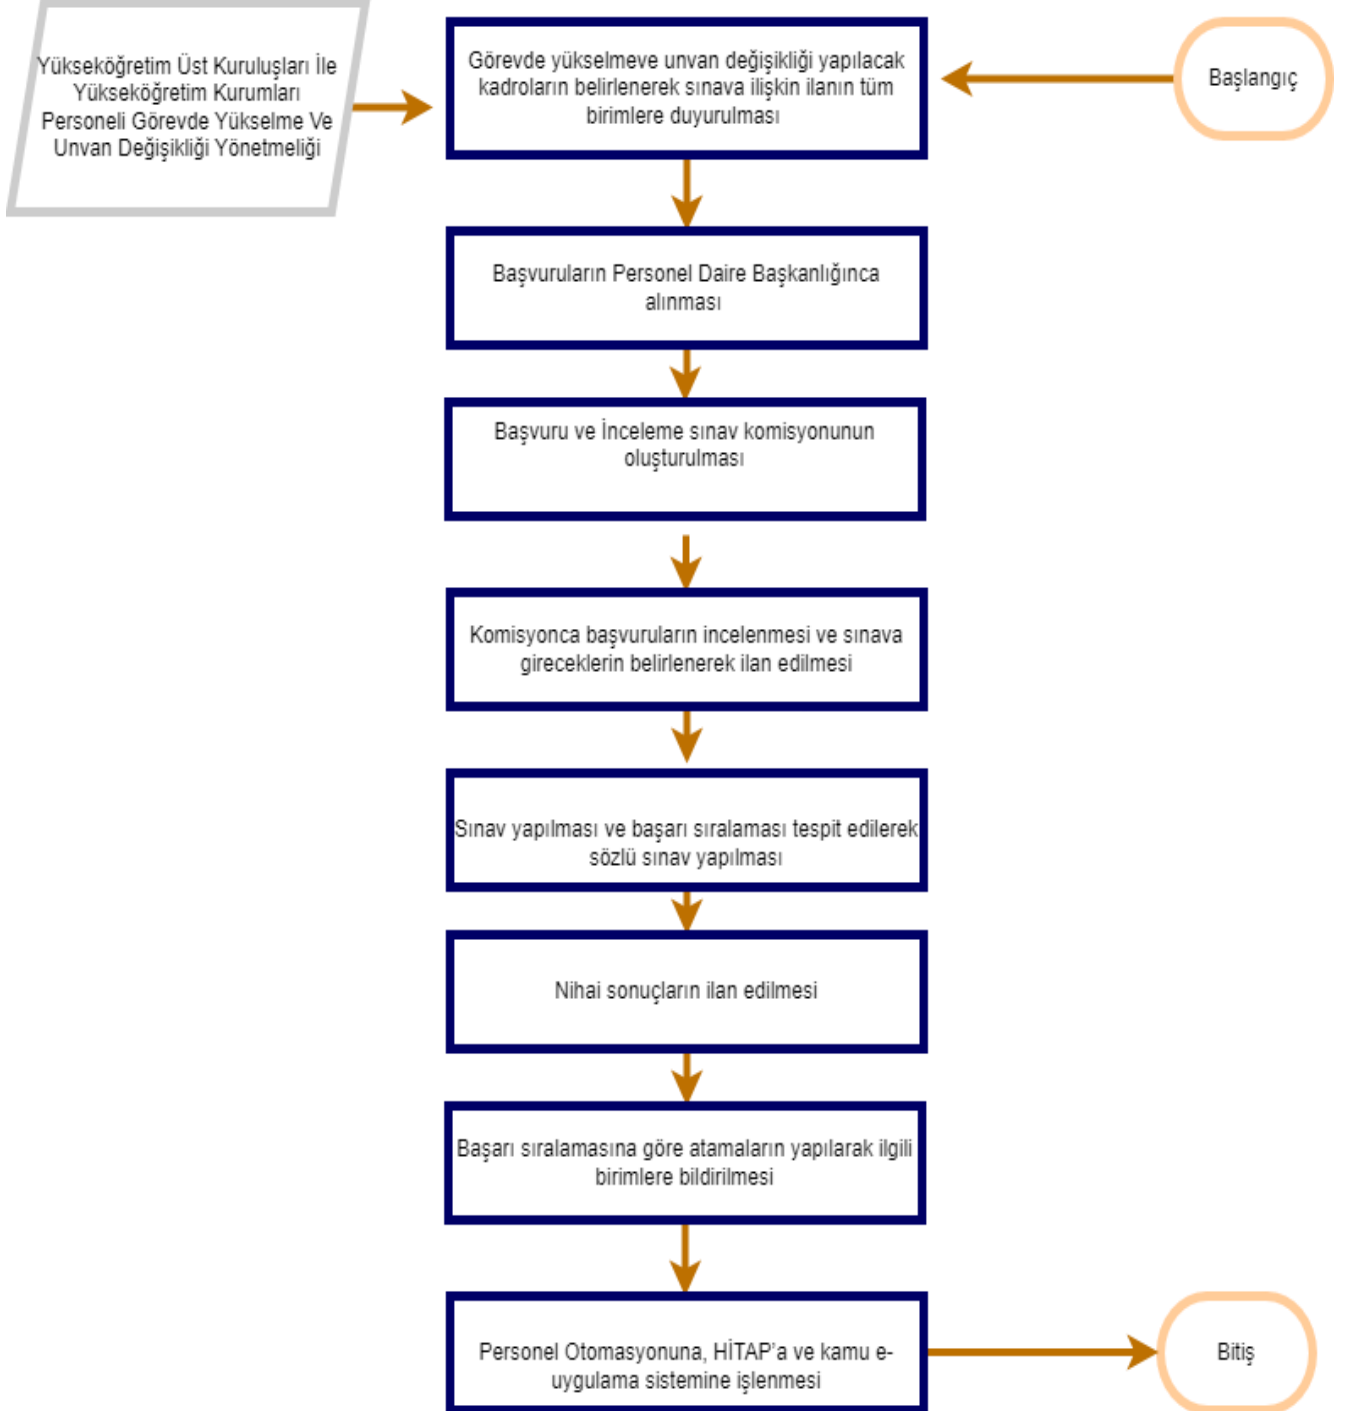 Yükseköğretim Üst Kuruluşları İle
Yükseköğretim Kurumları
Personeli Görevde Yükselme Ve
Unvan Değişikliği Yönetmeliği
Görevde yükselmeve unvan değişikliği yapılacak
kadroların belirlenerek sınava ilişkin ilanın tüm
birimlere duyurulması
Başlangıç
Başvuruların Personel Daire Başkanlığınca
alınması
Başvuru ve İnceleme sınav komisyonunun
oluşturulması
Komisyonca başvuruların incelenmesi ve sınava
gireceklerin belirlenerek ilan edilmesi
Sınav yapılması ve başarı sıralaması tespit edilerek
sözlü sınav yapılması
Nihai sonuçların ilan edilmesi
Başarı sıralamasına göre atamaların yapılarak ilgili
birimlere bildirilmesi
Personel Otomasyonuna, HİTAP’a ve kamu e-
uygulama sistemine işlenmesi
Bitiş